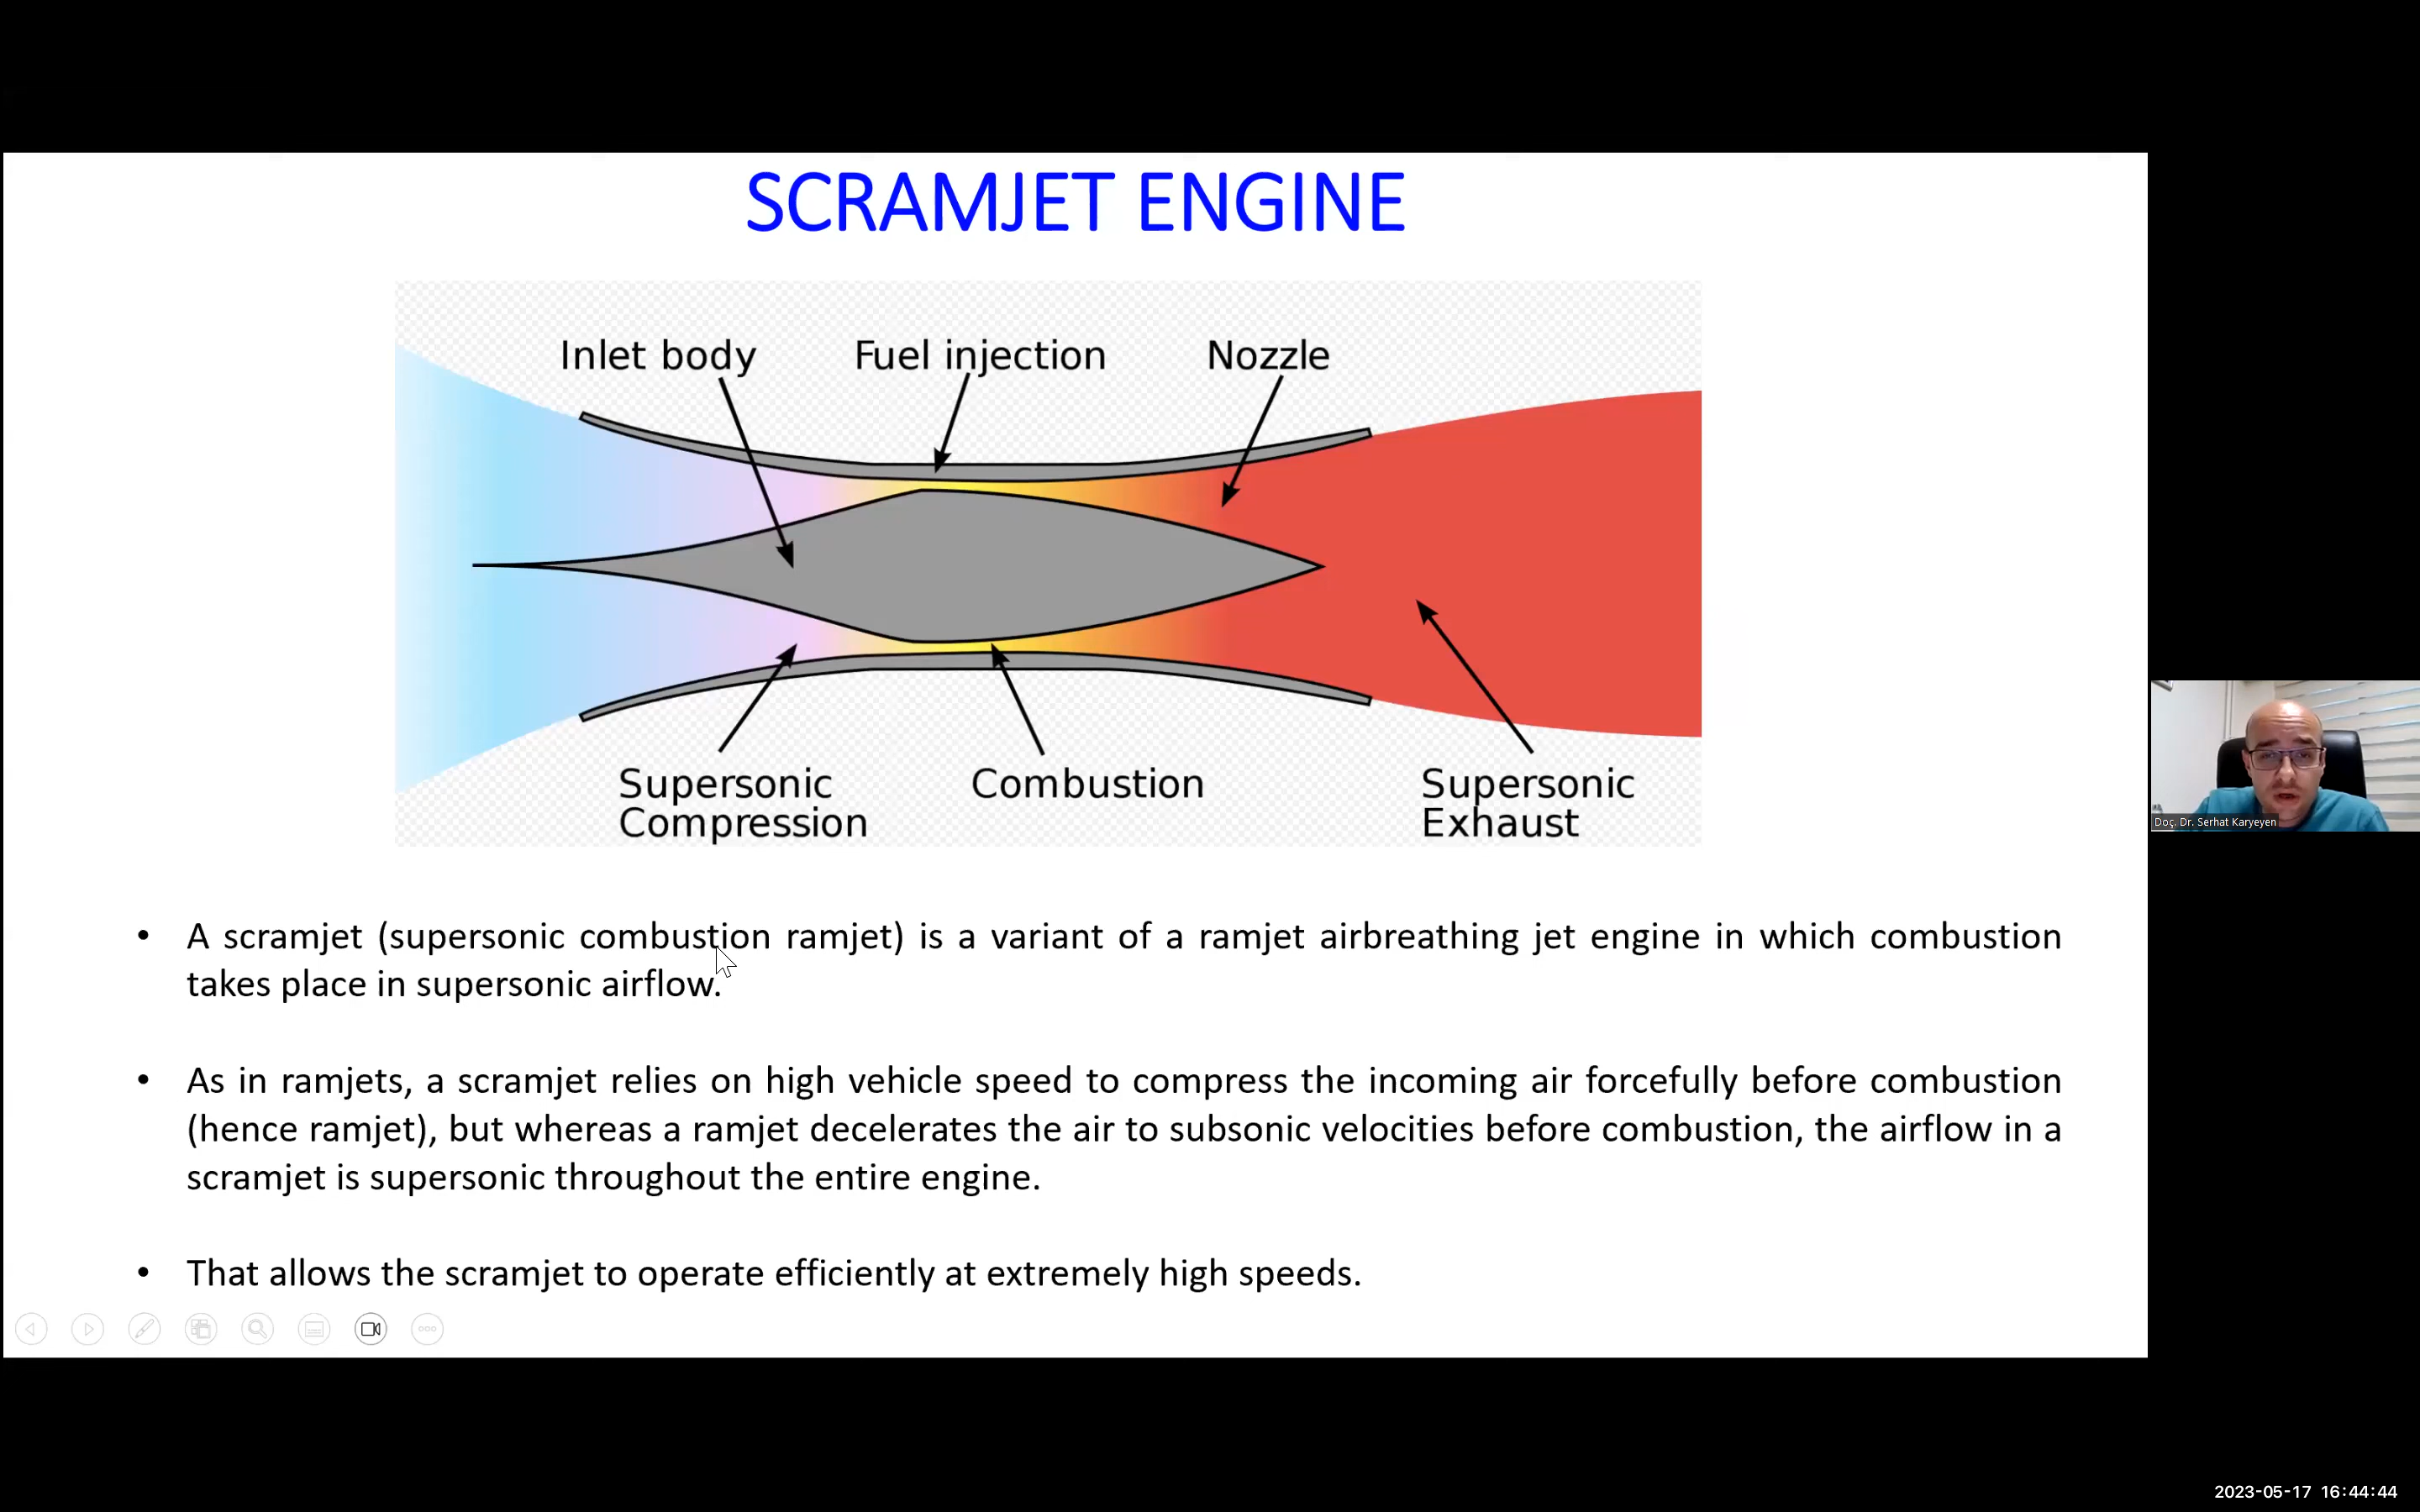 SCRAMJET ENGINE
Inlet body
Fuel injection
Nozzle
Supersonic
Compression
Combustion
Supersonic
Exhaust
• A scramjet (supersonic combustion ramjet) is a variant of a ramjet airbreathing jet engine in which combustion
takes place in supersonic airflow.
• As in ramjets, a scramjet relies on high vehicle speed to compress the incoming air forcefully before combustion
(hence ramjet), but whereas a ramjet decelerates the air to subsonic velocities before combustion, the airflow in a
scramjet is supersonic throughout the entire engine.
• That allows the scramjet to operate efficiently at extremely high speeds.
Doç. Dr. Serhat Karyeyen
2023-05-17 16:44:44